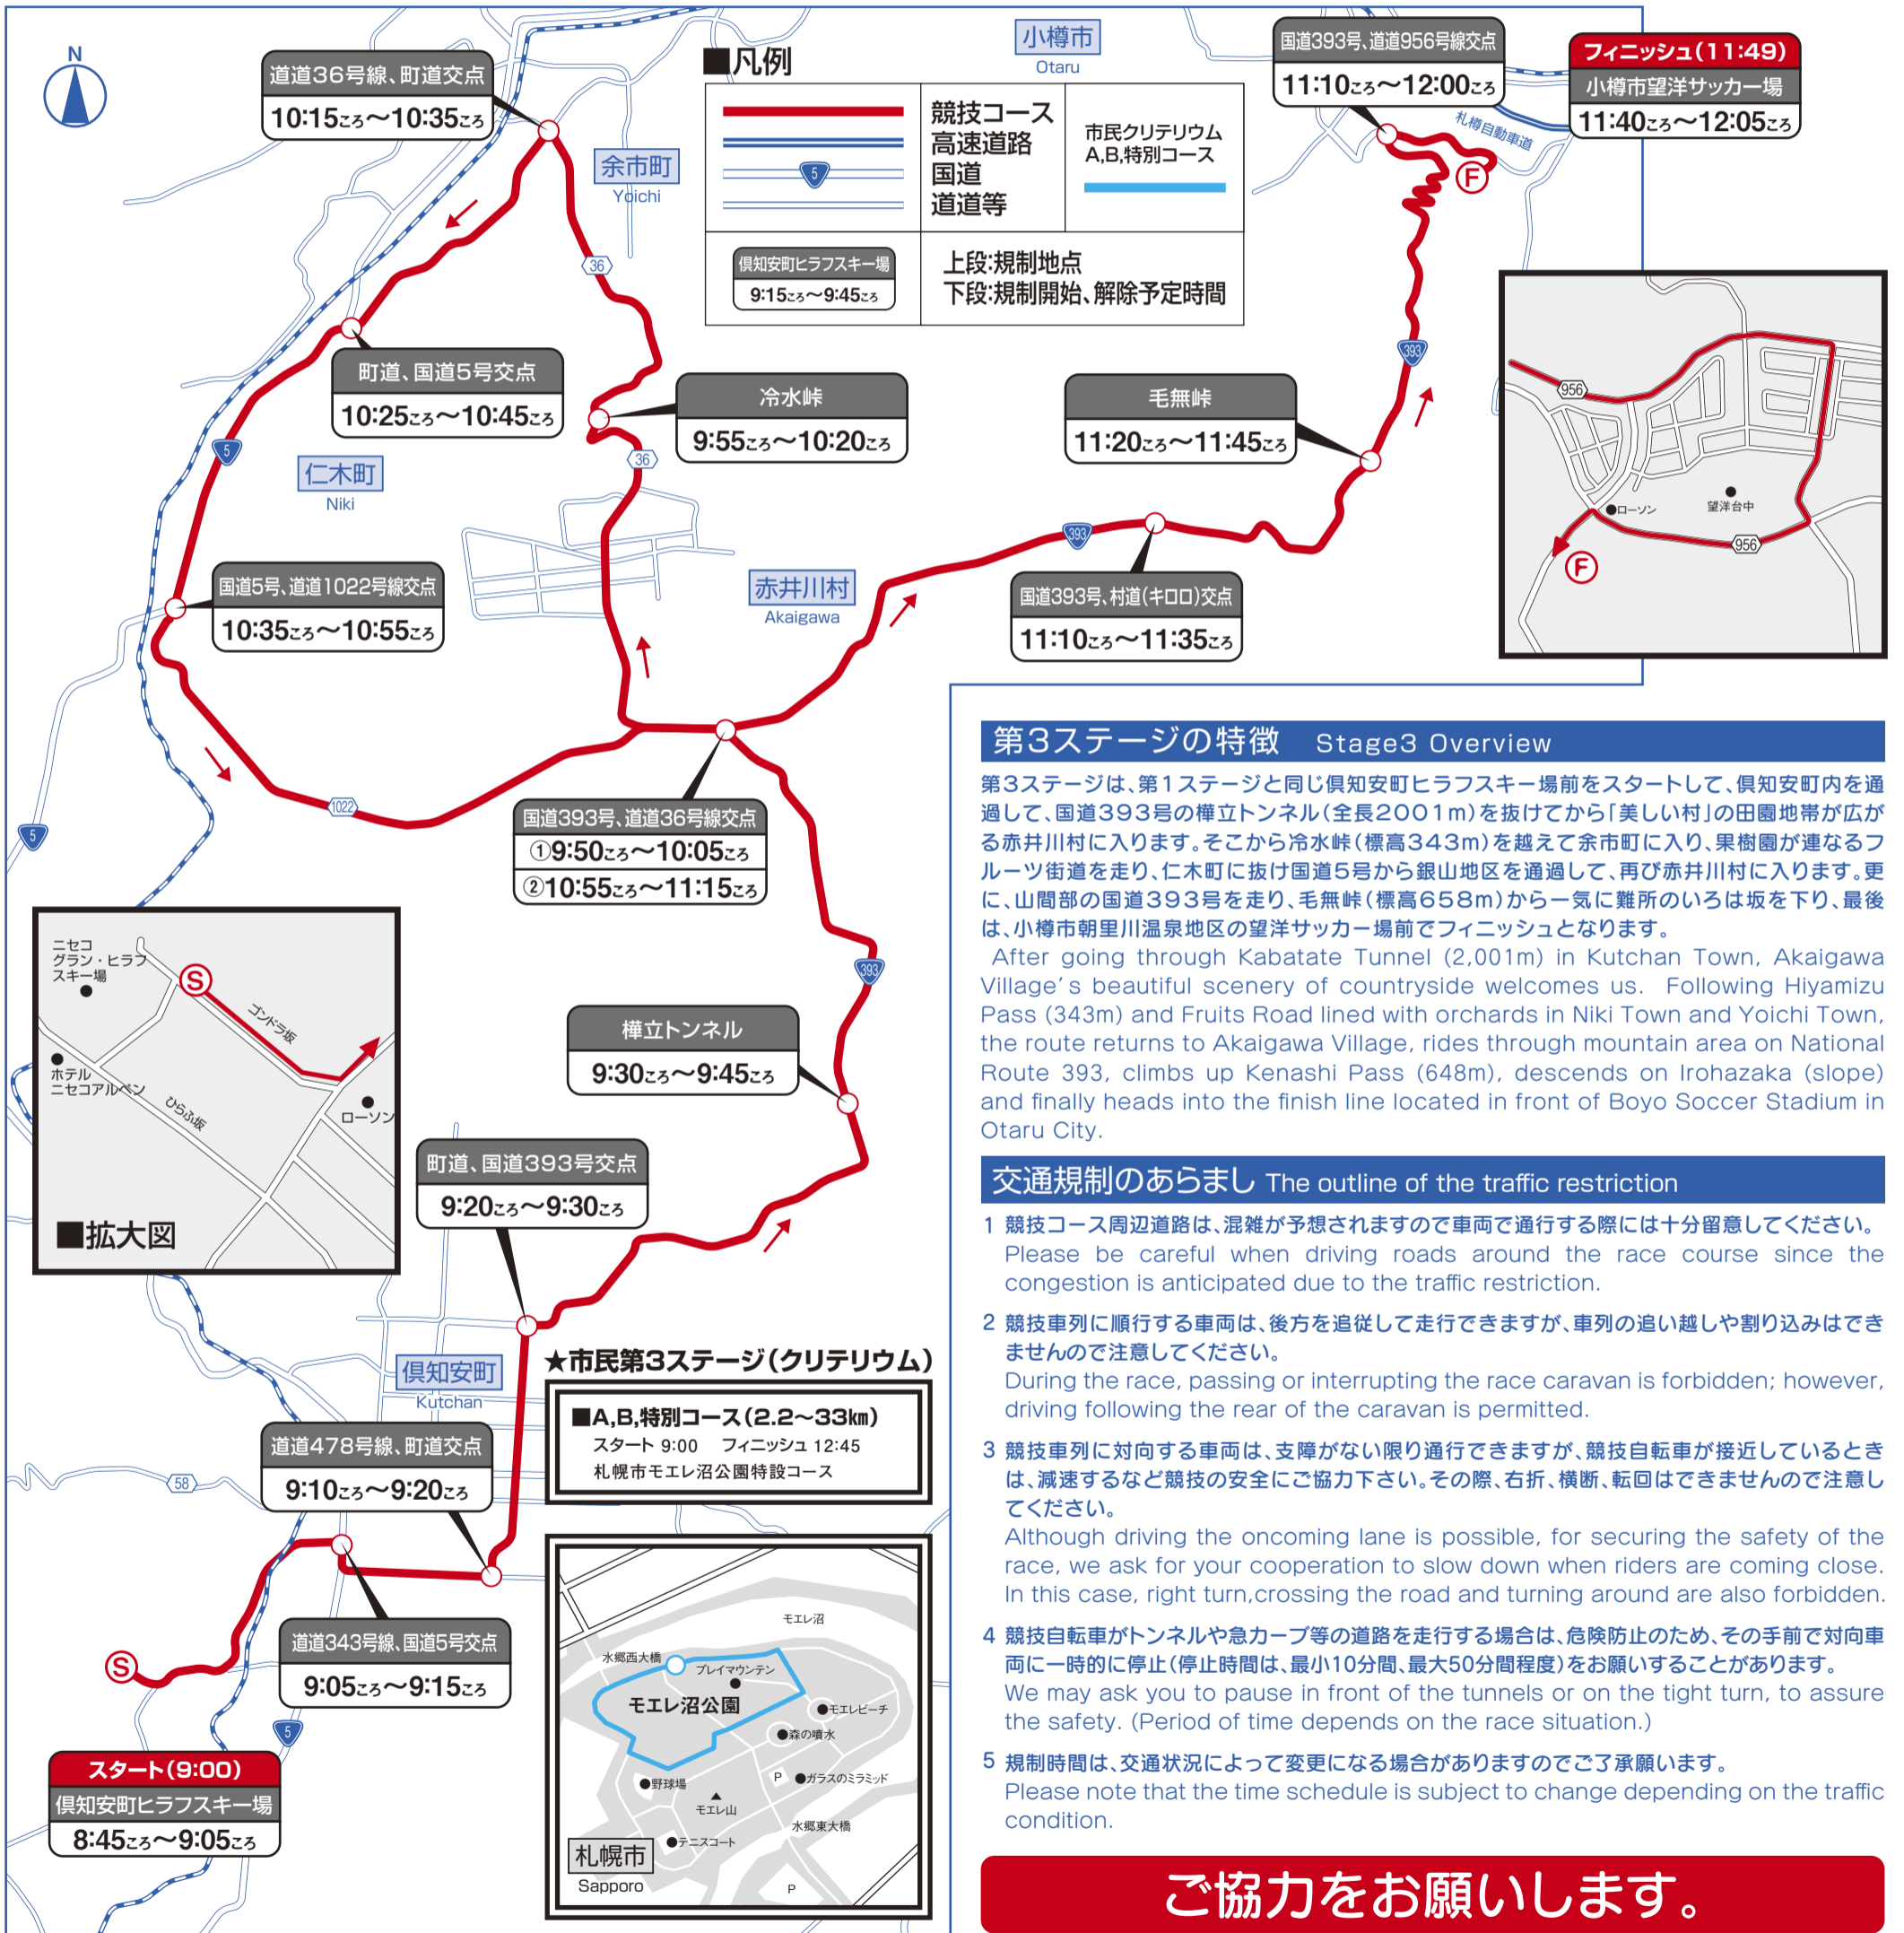 N
道道36号線、町道交点
10:15ころ〜10:35ころ
余市町
Yoichi
■凡例
競技コース
高速道路
5
国道
道道等
市民クリテリウム
A,B,特別コース
倶知安町ヒラフスキー場
9:15ころ〜9:45ころ
上段:規制地点
下段:規制開始、解除予定時間
小樽市
Otaru
国道393号、道道956号線交点
11:10ころ〜12:00ころ
フィニッシュ(11:49)
小樽市望洋サッカー場
11:40ころ〜12:05ころ
札樽自動車道
F
36
町道、国道5号交点
10:25ころ〜10:45ころ
冷水峠
9:55ころ〜10:20ころ
毛無峠
11:20ころ〜11:45ころ
393
956
ローソン
望洋台中
956
F
5
36
仁木町
Niki
393
国道5号、道道1022号線交点
10:35ころ〜10:55ころ
赤井川村
Akaigawa
国道393号、村道(キロロ)交点
11:10ころ〜11:35ころ
1022
5
国道393号、道道36号線交点
①9:50ころ〜10:05ころ
②10:55ころ〜11:15ころ
393
ニセコ
グラン・ヒラフ
スキー場
S
ゴンドラ坂
ホテル
ニセコアルペン
ひらふ坂
ローソン
■拡大図
樺立トンネル
9:30ころ〜9:45ころ
町道、国道393号交点
9:20ころ〜9:30ころ
倶知安町
Kutchan
★市民第3ステージ(クリテリウム)
■A,B,特別コース(2.2〜33㎞)
スタート 9:00 フィニッシュ 12:45
札幌市モエレ沼公園特設コース
道道478号線、町道交点
9:10ころ〜9:20ころ
58
道道343号線、国道5号交点
9:05ころ〜9:15ころ
S
5
スタート(9:00)
倶知安町ヒラフスキー場
8:45ころ〜9:05ころ
モエレ沼
水郷西大橋
プレイマウンテン
モエレ沼公園
モエレビーチ
森の噴水
野球場
P
ガラスのミラミッド
モエレ山
水郷東大橋
テニスコート
札幌市
Sapporo
P
第3ステージの特徴 Stage3 Overview
第3ステージは、第1ステージと同じ倶知安町ヒラフスキー場前をスタートして、倶知安町内を通
過して、国道393号の樺立トンネル(全長2001m)を抜けてから「美しい村」の田園地帯が広が
る赤井川村に入ります。そこから冷水峠(標高343m)を越えて余市町に入り、果樹園が連なるフ
ルーツ街道を走り、仁木町に抜け国道5号から銀山地区を通過して、再び赤井川村に入ります。更
に、山間部の国道393号を走り、毛無峠(標高658m)から一気に難所のいろは坂を下り、最後
は、小樽市朝里川温泉地区の望洋サッカー場前でフィニッシュとなります。
After going through Kabatate Tunnel (2,001m) in Kutchan Town, Akaigawa
Village's beautiful scenery of countryside welcomes us. Following Hiyamizu
Pass (343m) and Fruits Road lined with orchards in Niki Town and Yoichi Town,
the route returns to Akaigawa Village, rides through mountain area on National
Route 393, climbs up Kenashi Pass (648m), descends on Irohazaka (slope)
and finally heads into the finish line located in front of Boyo Soccer Stadium in
Otaru City.
交通規制のあらまし The outline of the traffic restriction
1 競技コース周辺道路は、混雑が予想されますので車両で通行する際には十分留意してください。
Please be careful when driving roads around the race course since the
congestion is anticipated due to the traffic restriction.
2 競技車列に順行する車両は、後方を追従して走行できますが、車列の追い越しや割り込みはでき
ませんので注意してください。
During the race, passing or interrupting the race caravan is forbidden; however,
driving following the rear of the caravan is permitted.
3 競技車列に対向する車両は、支障がない限り通行できますが、競技自転車が接近しているとき
は、減速するなど競技の安全にご協力下さい。その際、右折、横断、転回はできませんので注意し
てください。
Although driving the oncoming lane is possible, for securing the safety of the
race, we ask for your cooperation to slow down when riders are coming close.
In this case, right turn,crossing the road and turning around are also forbidden.
4 競技自転車がトンネルや急カーブ等の道路を走行する場合は、危険防止のため、その手前で対向車
両に一時的に停止(停止時間は、最小10分間、最大50分間程度)をお願いすることがあります。
We may ask you to pause in front of the tunnels or on the tight turn, to assure
the safety. (Period of time depends on the race situation.)
5 規制時間は、交通状況によって変更になる場合がありますのでご了承願います。
Please note that the time schedule is subject to change depending on the traffic
condition.
ご協力をお願いします。